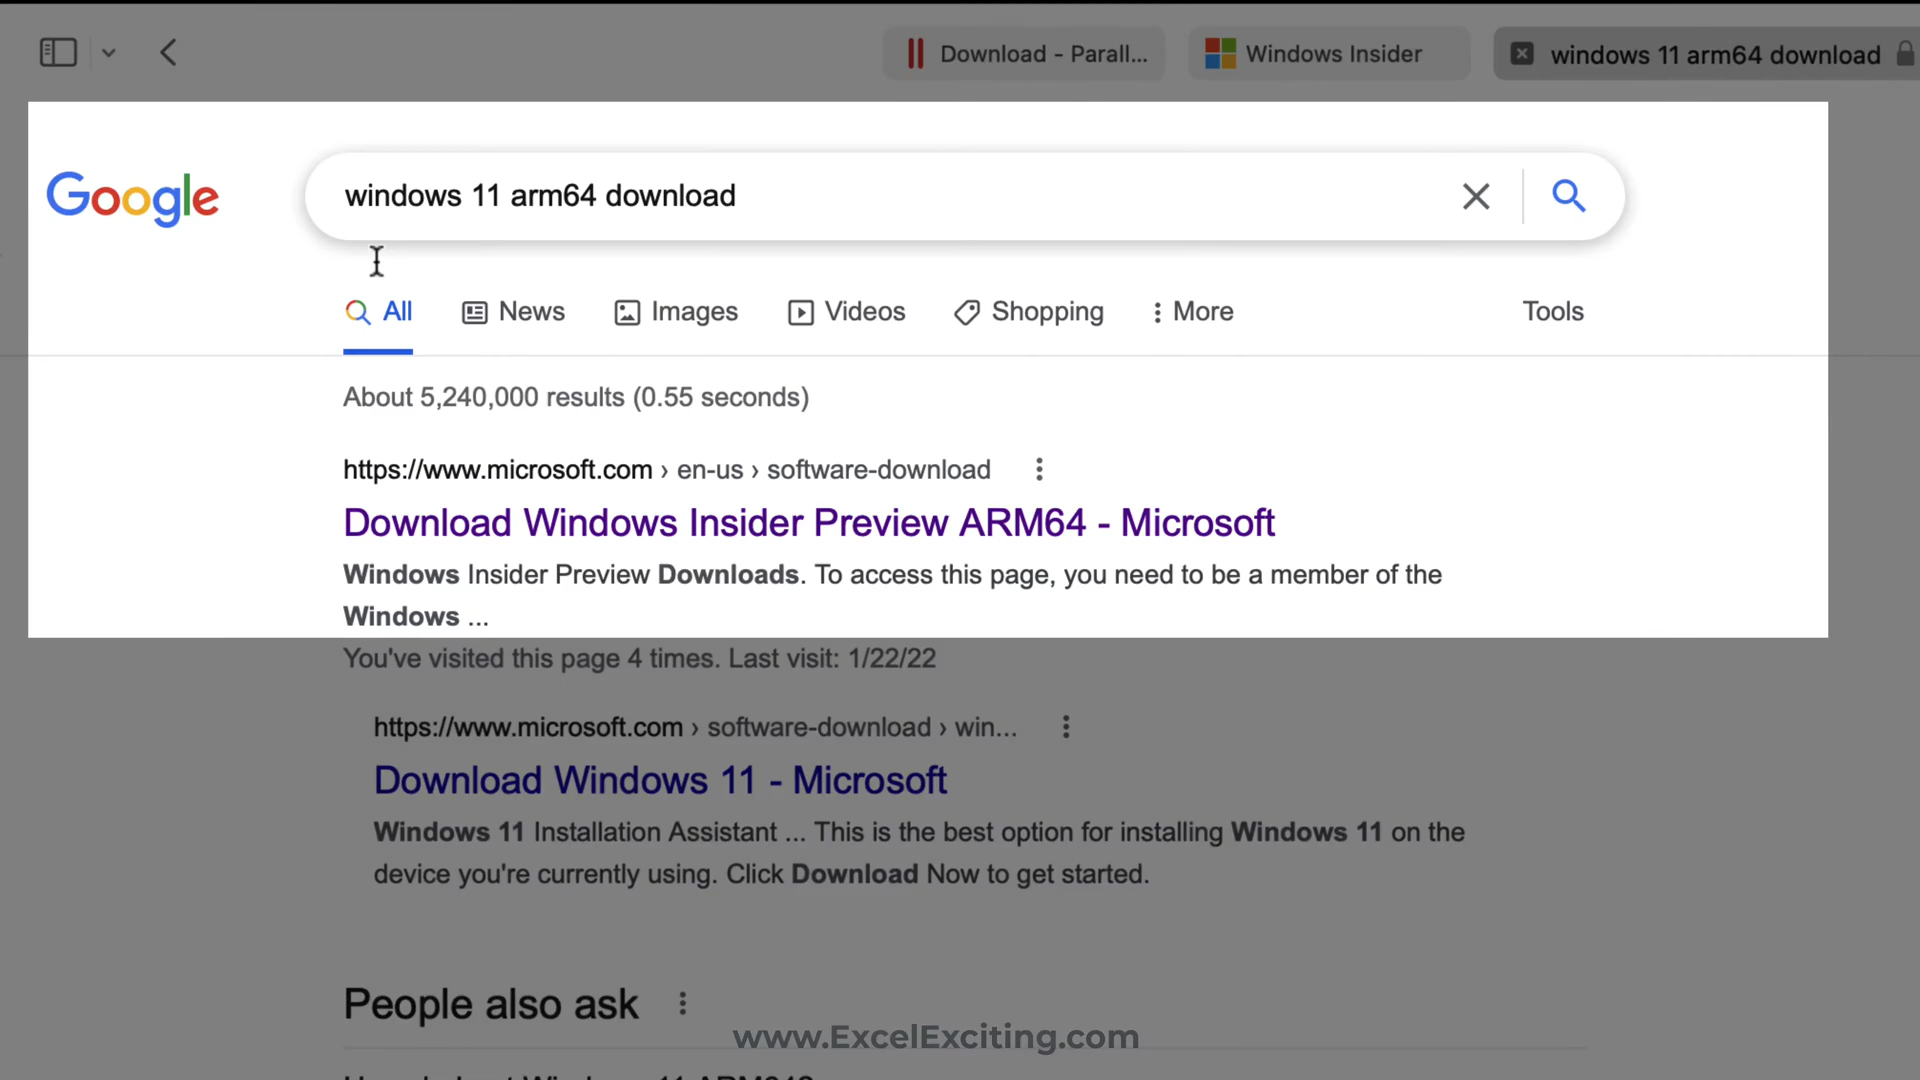 Download - Parall...
Windows Insider
windows 11 arm64 download
Google
windows 11 arm64 download
All
News
Images
Videos
Shopping
More
Tools
About 5,240,000 results (0.55 seconds)
https://www.microsoft.com › en-us › software-download
Download Windows Insider Preview ARM64 - Microsoft
Windows Insider Preview Downloads. To access this page, you need to be a member of the
Windows ...
You've visited this page 4 times. Last visit: 1/22/22
https://www.microsoft.com › software-download › win...
Download Windows 11 - Microsoft
Windows 11 Installation Assistant ... This is the best option for installing Windows 11 on the
device you're currently using. Click Download Now to get started.
People also ask
www.ExcelExciting.com